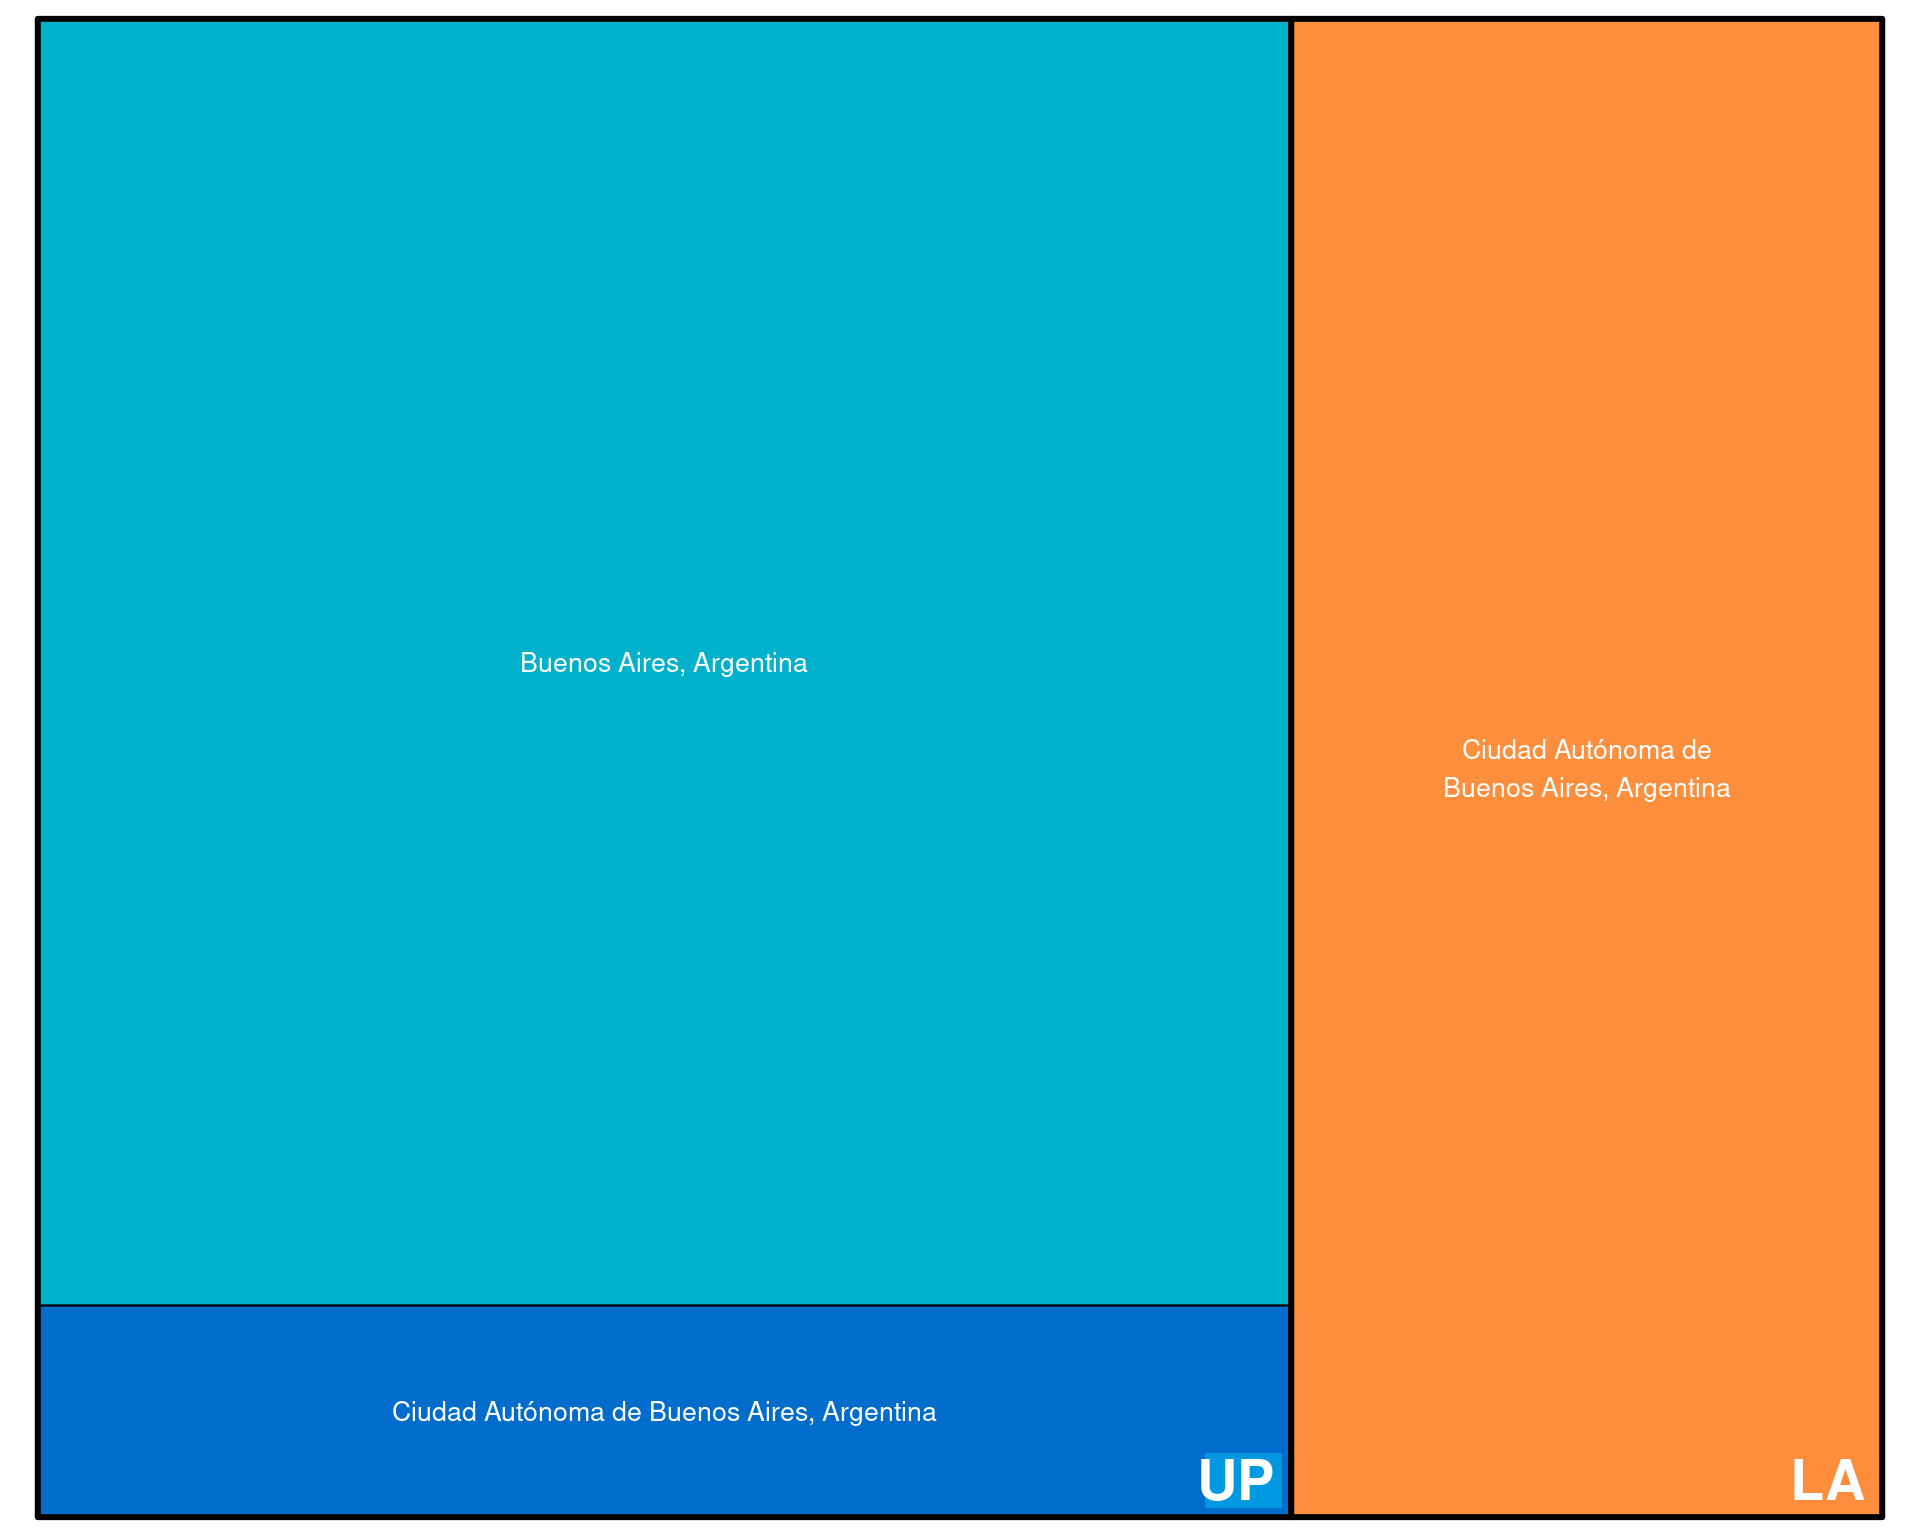 Buenos Aires, Argentina
Ciudad Autónoma de Buenos Aires, Argentina
UP
Ciudad Autónoma de
Buenos Aires, Argentina
LA